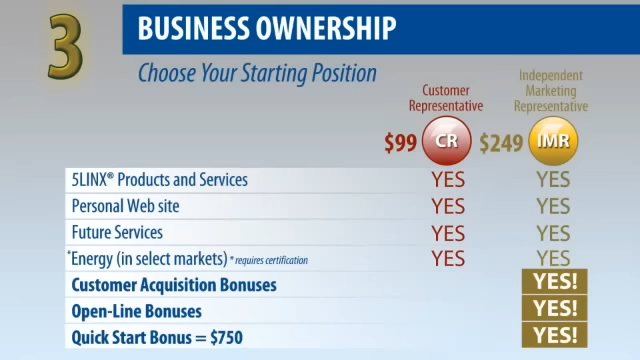 3
BUSINESS OWNERSHIP
Choose Your Starting Position
Customer
Representative
Independent
Marketing
Representative
$99 CR $249 IMR
5LINX® Products and Services YES YES
Personal Web site YES YES
Future Services YES YES
*Energy (in select markets) * requires certification YES YES
Customer Acquisition Bonuses YES!
Open-Line Bonuses YES!
Quick Start Bonus = $750 YES!